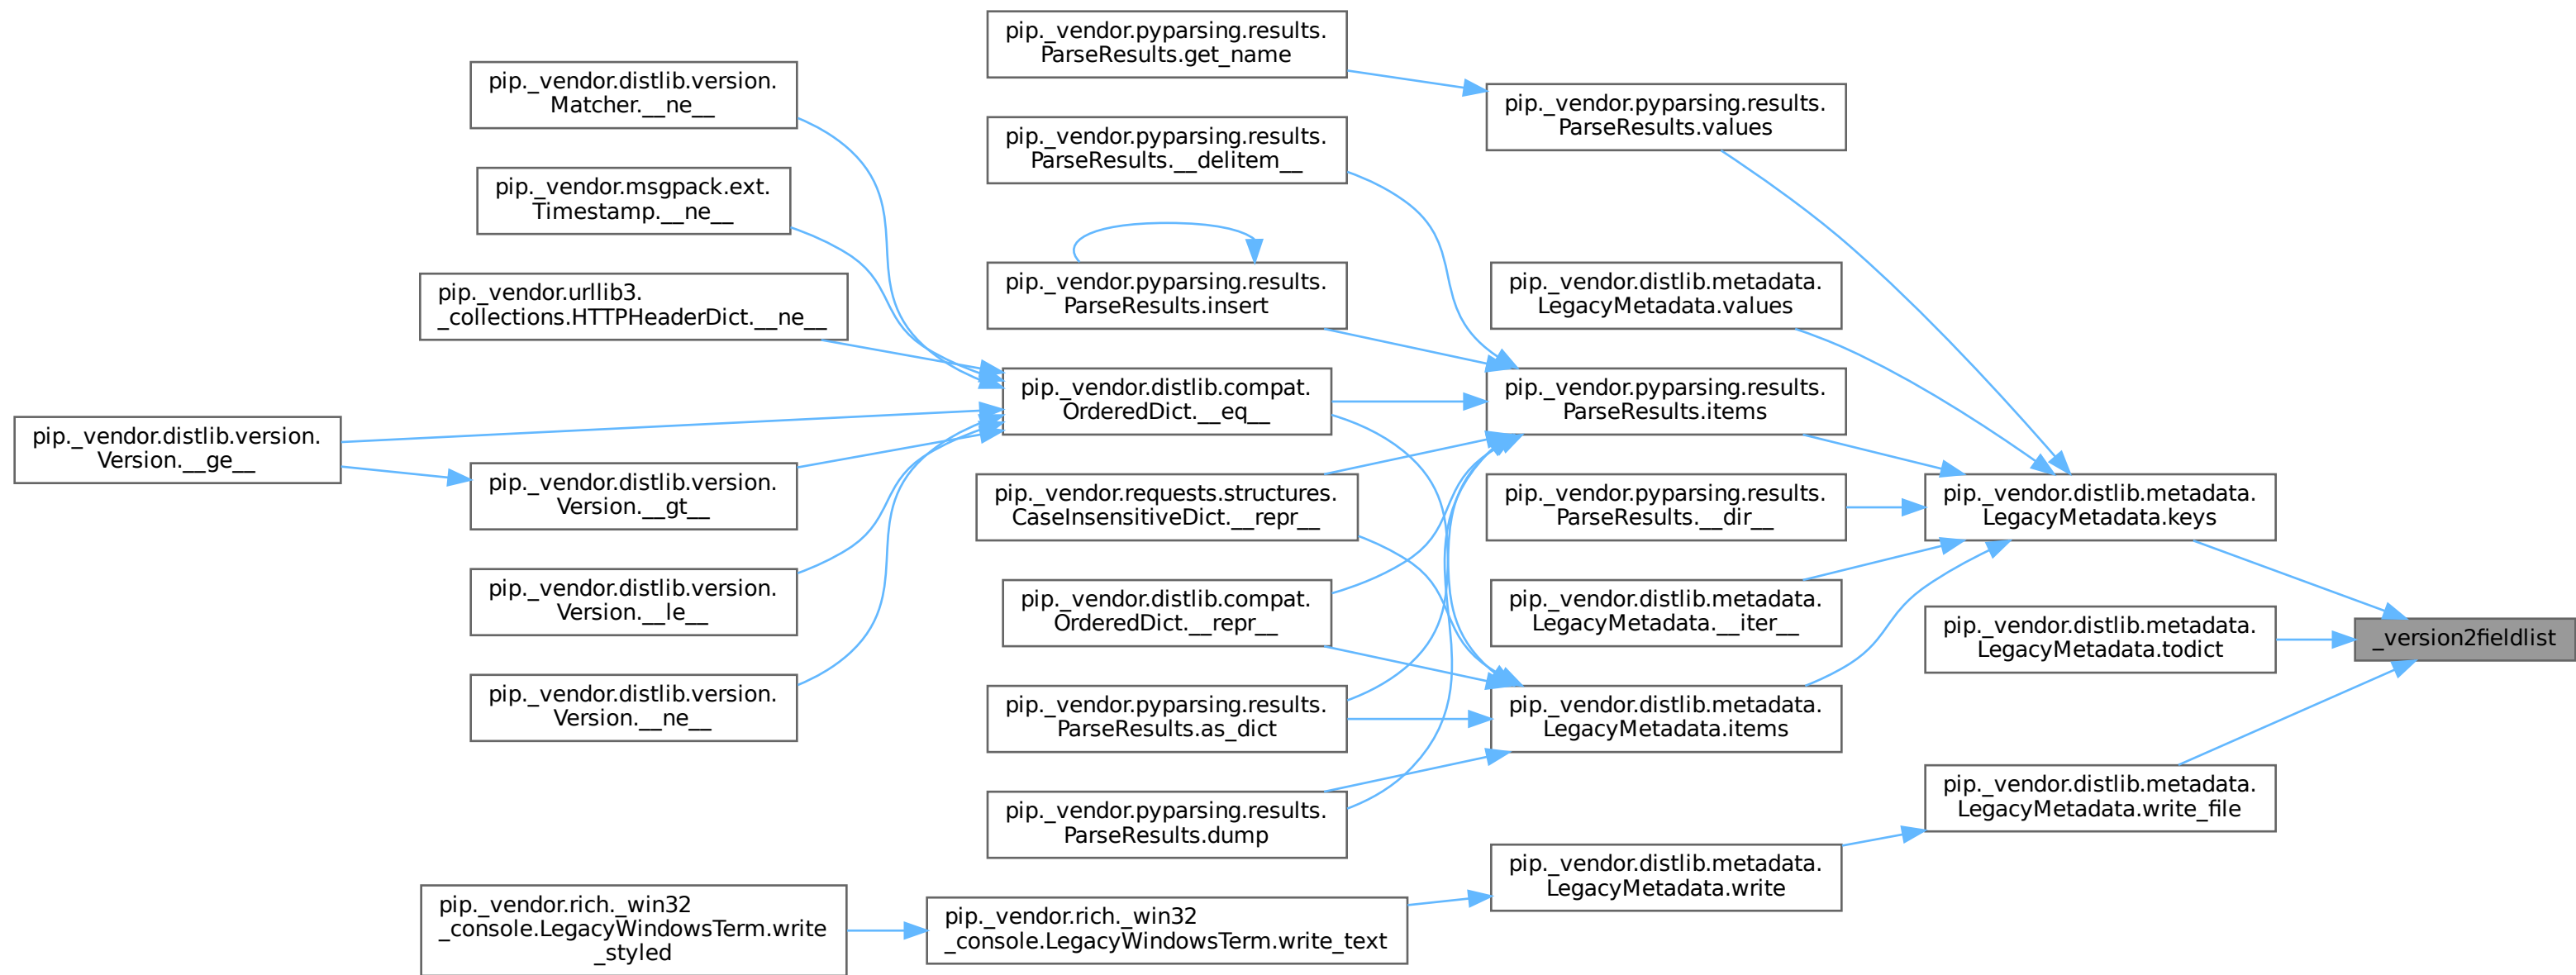 pip._vendor.pyparsing.results.
ParseResults.get_name
pip._vendor.distlib.version.
Matcher.__ne__
pip._vendor.pyparsing.results.
ParseResults.values
pip._vendor.pyparsing.results.
ParseResults.__delitem__
pip._vendor.msgpack.ext.
Timestamp.__ne__
pip._vendor.pyparsing.results.
ParseResults.insert
pip._vendor.distlib.metadata.
LegacyMetadata.values
pip._vendor.urllib3.
_collections.HTTPHeaderDict.__ne__
pip._vendor.distlib.compat.
OrderedDict.__eq__
pip._vendor.pyparsing.results.
ParseResults.items
pip._vendor.distlib.version.
Version.__ge__
pip._vendor.distlib.version.
Version.__gt__
pip._vendor.requests.structures.
CaseInsensitiveDict.__repr__
pip._vendor.pyparsing.results.
ParseResults.__dir__
pip._vendor.distlib.metadata.
LegacyMetadata.keys
pip._vendor.distlib.version.
Version.__le__
pip._vendor.distlib.compat.
OrderedDict.__repr__
pip._vendor.distlib.metadata.
LegacyMetadata.__iter__
pip._vendor.distlib.metadata.
LegacyMetadata.todict
_version2fieldlist
pip._vendor.distlib.version.
Version.__ne__
pip._vendor.pyparsing.results.
ParseResults.as_dict
pip._vendor.distlib.metadata.
LegacyMetadata.items
pip._vendor.distlib.metadata.
LegacyMetadata.write_file
pip._vendor.pyparsing.results.
ParseResults.dump
pip._vendor.distlib.metadata.
LegacyMetadata.write
pip._vendor.rich._win32
_console.LegacyWindowsTerm.write
_styled
pip._vendor.rich._win32
_console.LegacyWindowsTerm.write_text